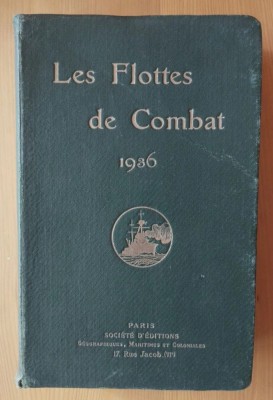 Les Flottes
de Combat
1936
PARIS
SOCIÉTÉ D'ÉDITIONS
GÉOGRAPHIQUES, MARITIMES ET COLONIALES
17, Rue Jacob (VIᵉ)